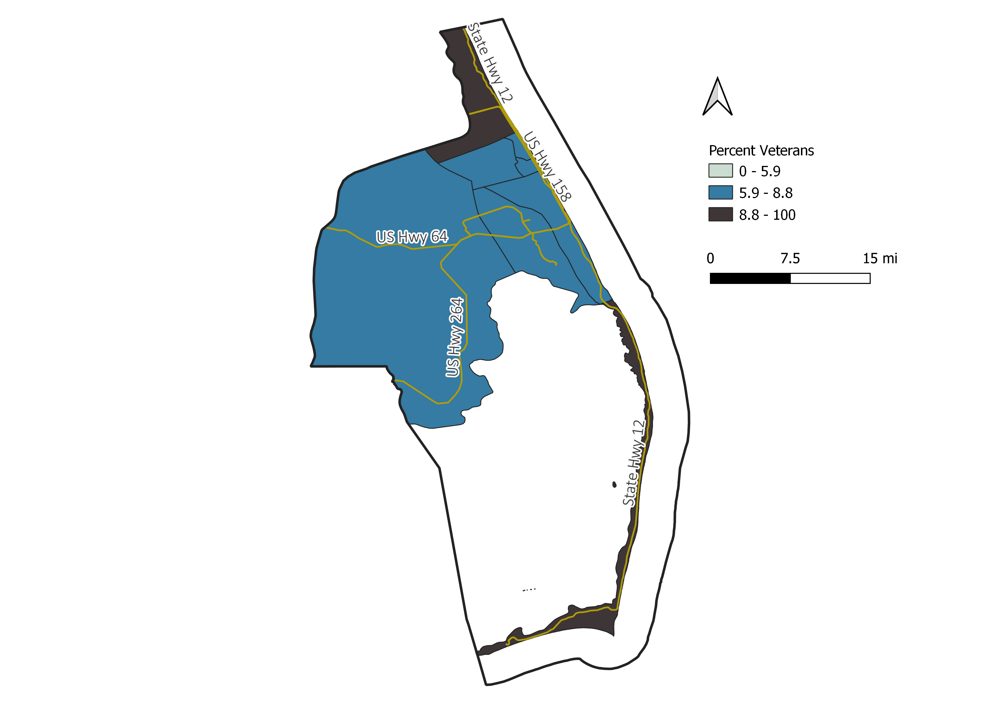 State Hwy 12
US Hwy 158
Percent Veterans
0 - 5.9
5.9 - 8.8
8.8 - 100
US Hwy 64
0 7.5 15 mi
US Hwy 264
State Hwy 12